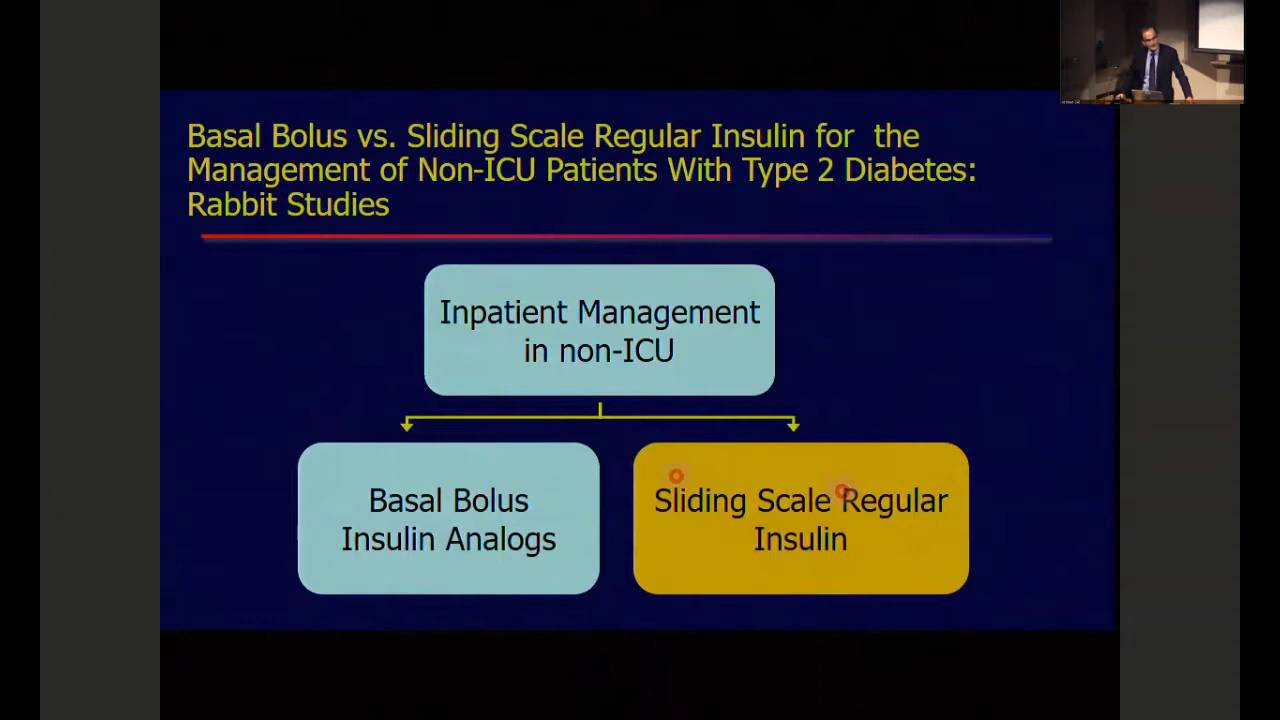 Basal Bolus vs. Sliding Scale Regular Insulin for the
Management of Non-ICU Patients With Type 2 Diabetes:
Rabbit Studies
Inpatient Management
in non-ICU
Basal Bolus
Insulin Analogs
Sliding Scale Regular
Insulin